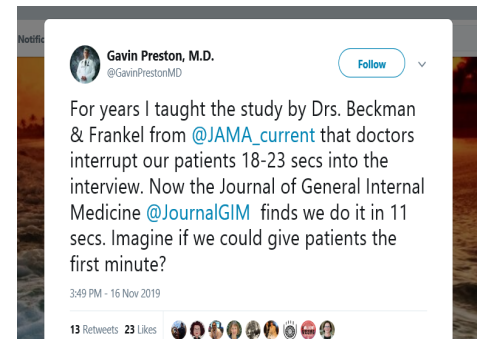 Notific
Gavin Preston, M.D.
@GavinPrestonMD
Follow
For years I taught the study by Drs. Beckman
& Frankel from @JAMA_current that doctors
interrupt our patients 18-23 secs into the
interview. Now the Journal of General Internal
Medicine @JournalGIM finds we do it in 11
secs. Imagine if we could give patients the
first minute?
3:49 PM - 16 Nov 2019
13 Retweets 23 Likes